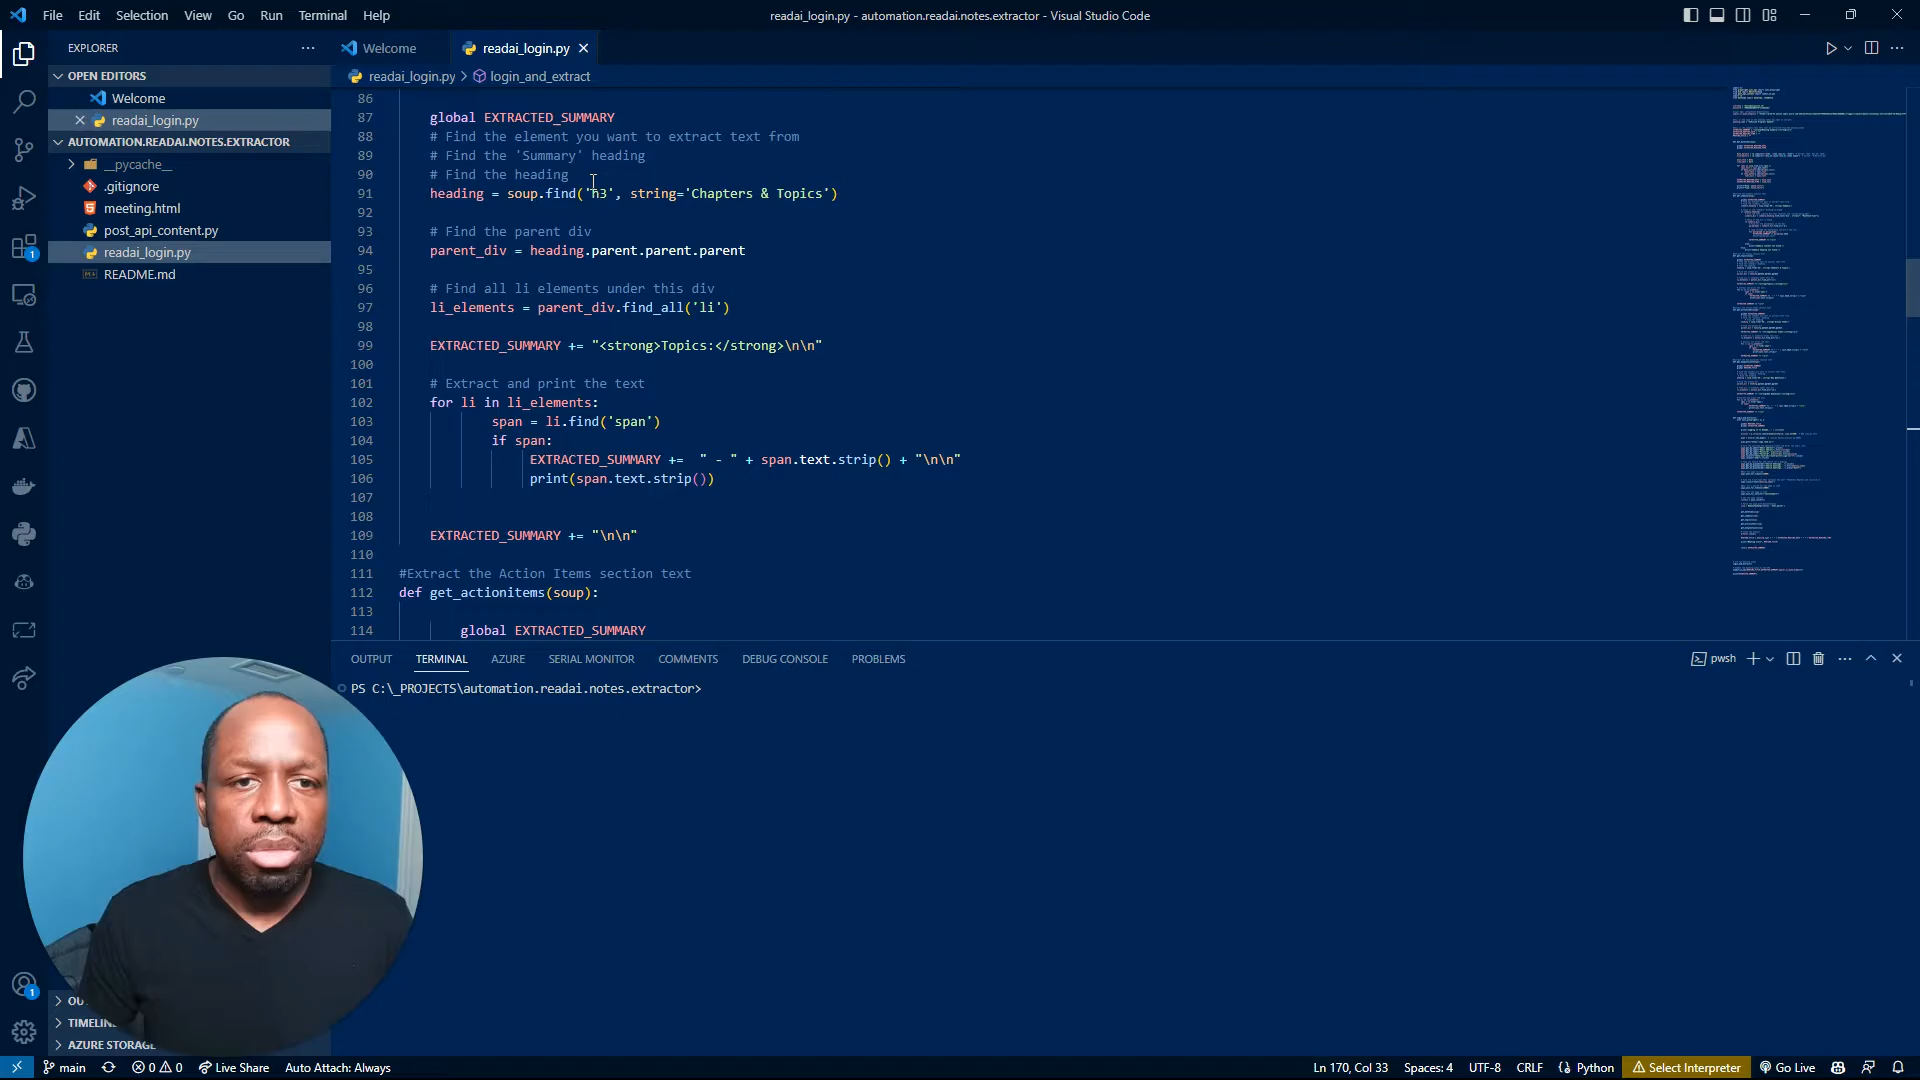 File Edit Selection View Go Run Terminal Help
readai_login.py - automation.readai.notes.extractor - Visual Studio Code
EXPLORER
OPEN EDITORS
Welcome
readai_login.py
AUTOMATION.READAI.NOTES.EXTRACTOR
__pycache__
.gitignore
meeting.html
post_api_content.py
readai_login.py
README.md
Welcome
readai_login.py
readai_login.py > login_and_extract
86
87 global EXTRACTED_SUMMARY
88 # Find the element you want to extract text from
89 # Find the 'Summary' heading
90 # Find the heading
91 heading = soup.find('h3', string='Chapters & Topics')
92
93 # Find the parent div
94 parent_div = heading.parent.parent.parent
95
96 # Find all li elements under this div
97 li_elements = parent_div.find_all('li')
98
99 EXTRACTED_SUMMARY += "<strong>Topics:</strong>\n\n"
100
101 # Extract and print the text
102 for li in li_elements:
103 span = li.find('span')
104 if span:
105 EXTRACTED_SUMMARY += " - " + span.text.strip() + "\n\n"
106 print(span.text.strip())
107
108
109 EXTRACTED_SUMMARY += "\n\n"
110
111 #Extract the Action Items section text
112 def get_actionitems(soup):
113
114 global EXTRACTED_SUMMARY
OUTPUT TERMINAL AZURE SERIAL MONITOR COMMENTS DEBUG CONSOLE PROBLEMS
pwsh
PS C:\_PROJECTS\automation.readai.notes.extractor>
1
1
TIMELINE
AZURE STORAGE
main 0 0 Live Share Auto Attach: Always
Ln 170, Col 33 Spaces: 4 UTF-8 CRLF Python Select Interpreter Go Live